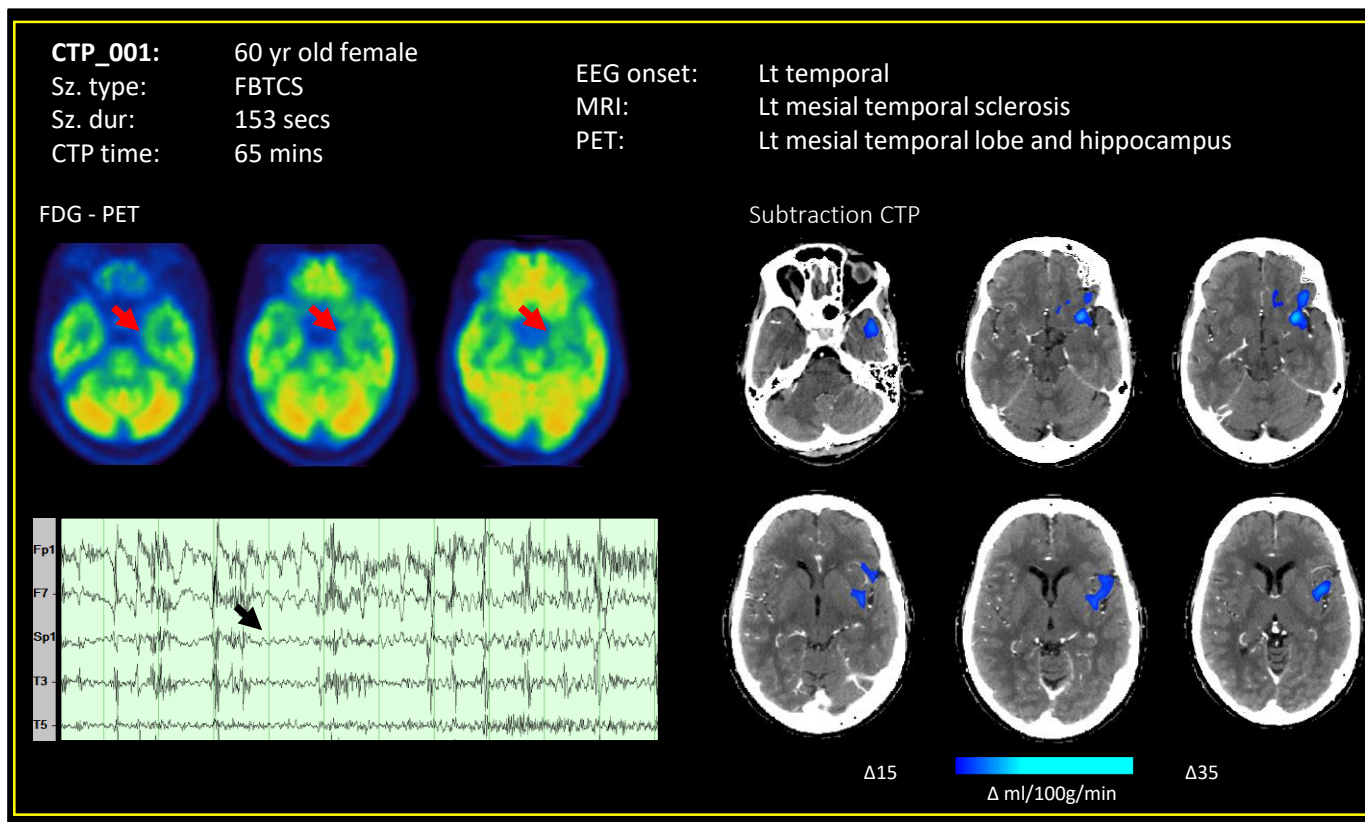 CTP_001: 60 yr old female
Sz. type: FBTCS
Sz. dur: 153 secs
CTP time: 65 mins
EEG onset: Lt temporal
MRI: Lt mesial temporal sclerosis
PET: Lt mesial temporal lobe and hippocampus
FDG - PET
Subtraction CTP
Fp1
F7
Sp1
T3
T5
Δ15 Δ35
Δ ml/100g/min